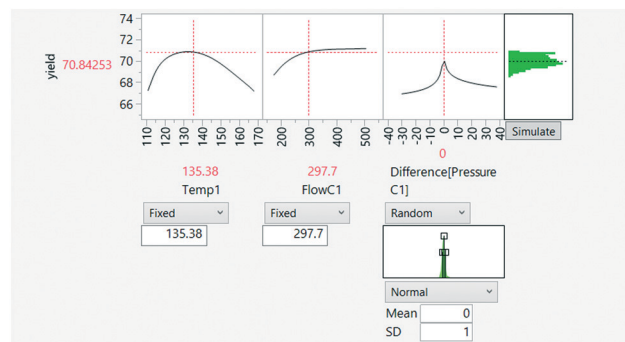 74
72
70
68
66
yield
70.84253
110 120 130 140 150 160 170
200 300 400 500
-40 -30 -20 -10 0 10 20 30 40
Simulate
135.38
297.7
0
Temp1
FlowC1
Difference[Pressure
C1]
Fixed
Fixed
Random
135.38
297.7
Normal
Mean 0
SD 1